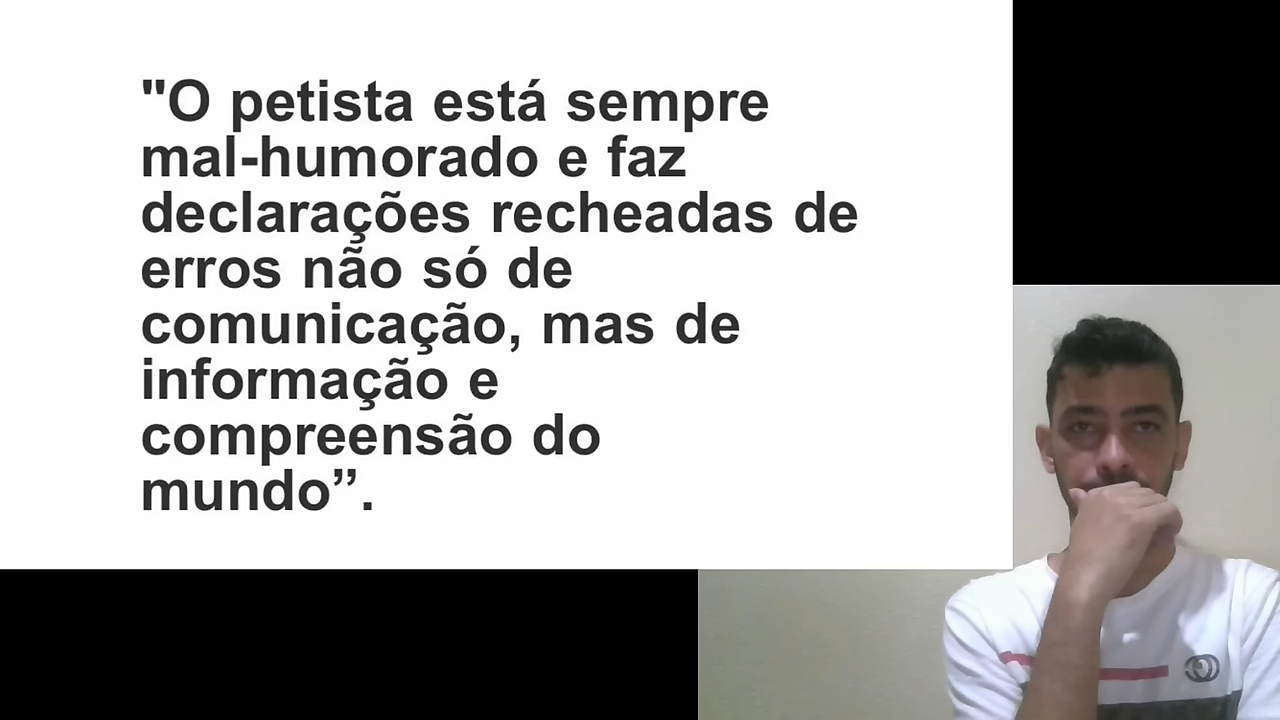 "O petista está sempre
mal-humorado e faz
declarações recheadas de
erros não só de
comunicação, mas de
informação e
compreensão do
mundo”.